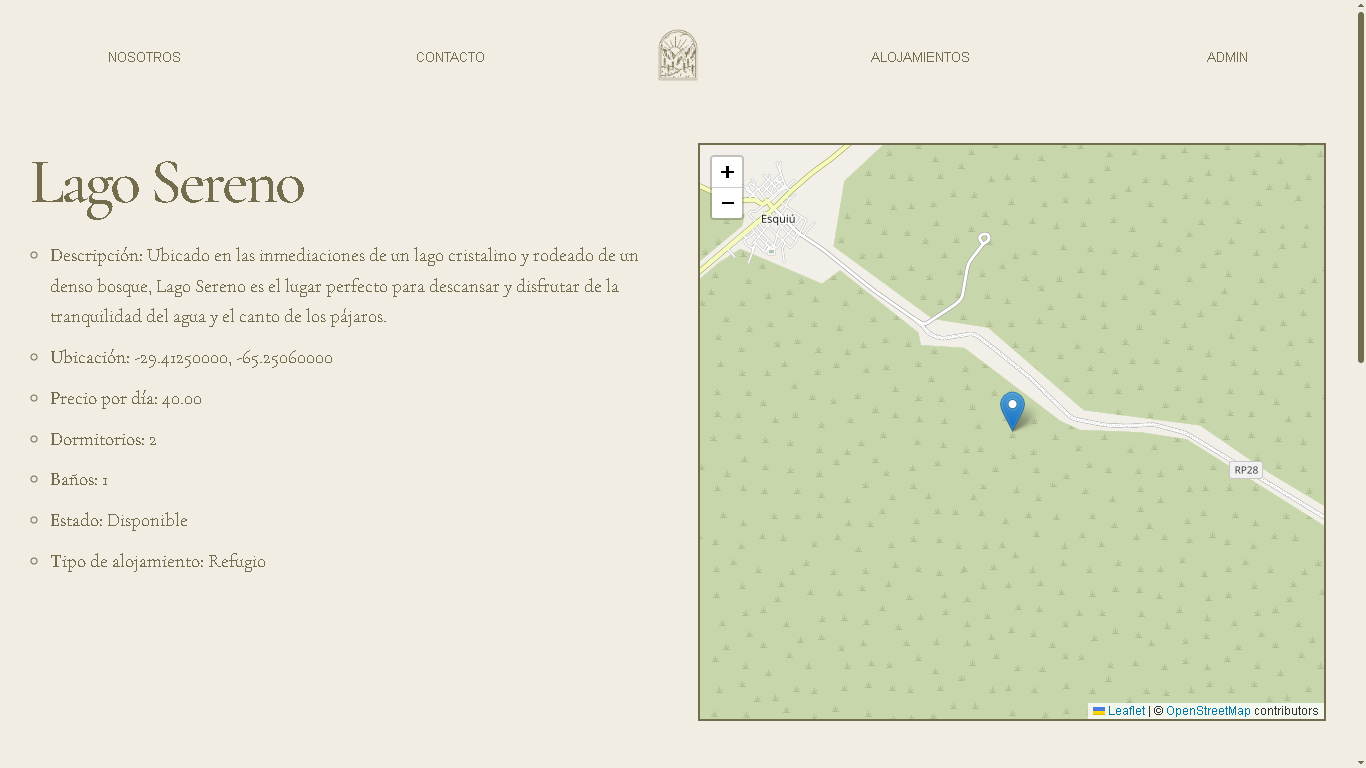 NOSOTROS
CONTACTO
ALOJAMIENTOS
ADMIN
Lago Sereno
Descripción: Ubicado en las inmediaciones de un lago cristalino y rodeado de un
denso bosque, Lago Sereno es el lugar perfecto para descansar y disfrutar de la
tranquilidad del agua y el canto de los pájaros.
Ubicación: -29.41250000, -65.25060000
Precio por día: 40.00
Dormitorios: 2
Baños: 1
Estado: Disponible
Tipo de alojamiento: Refugio
+
−
Esquiú
RP28
Leaflet | © OpenStreetMap contributors